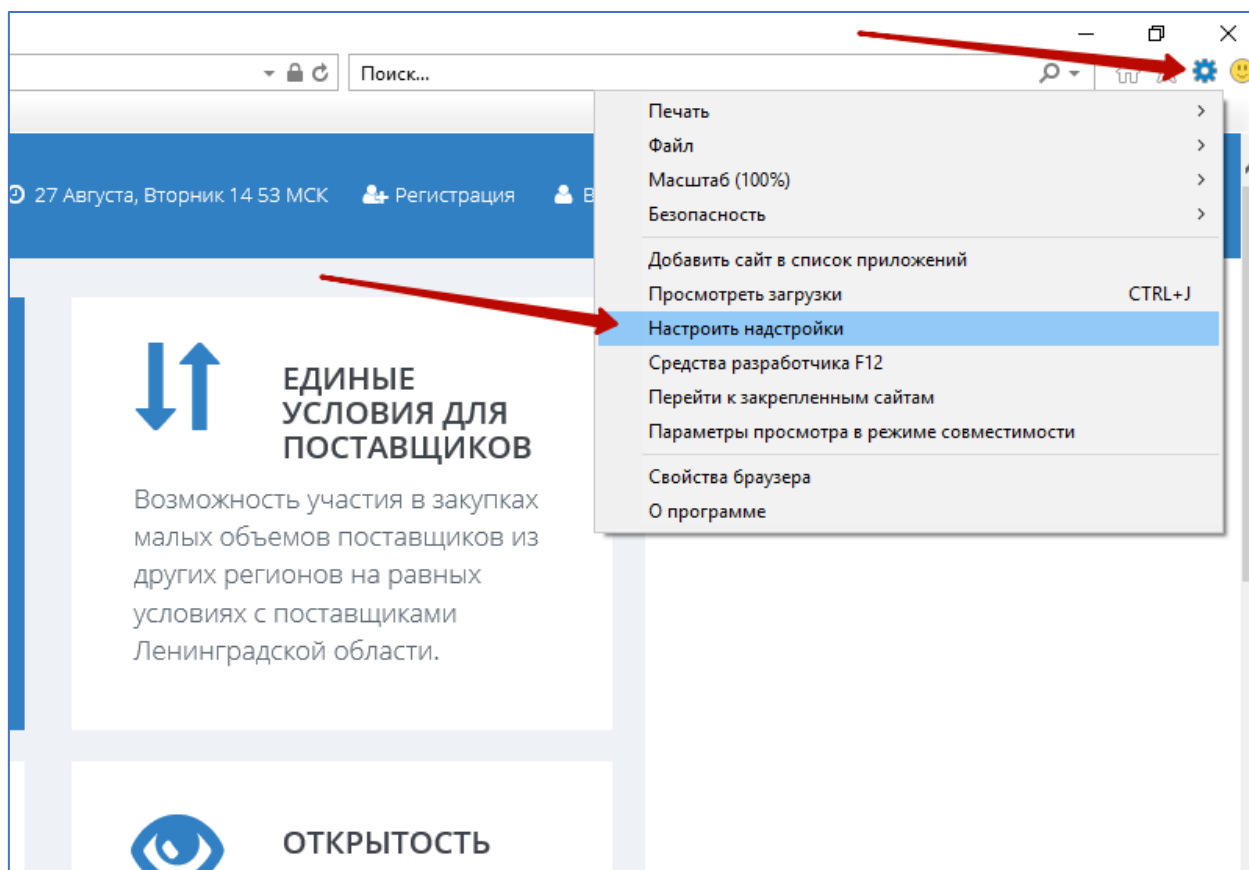 Поиск...
27 Августа, Вторник 14 53 МСК
Регистрация
В
Печать
Файл
Масштаб (100%)
Безопасность
Добавить сайт в список приложений
Просмотреть загрузки CTRL+J
Настроить надстройки
Средства разработчика F12
Перейти к закрепленным сайтам
Параметры просмотра в режиме совместимости
Свойства браузера
О программе
ЕДИНЫЕ
УСЛОВИЯ ДЛЯ
ПОСТАВЩИКОВ
Возможность участия в закупках
малых объемов поставщиков из
других регионов на равных
условиях с поставщиками
Ленинградской области.
ОТКРЫТОСТЬ